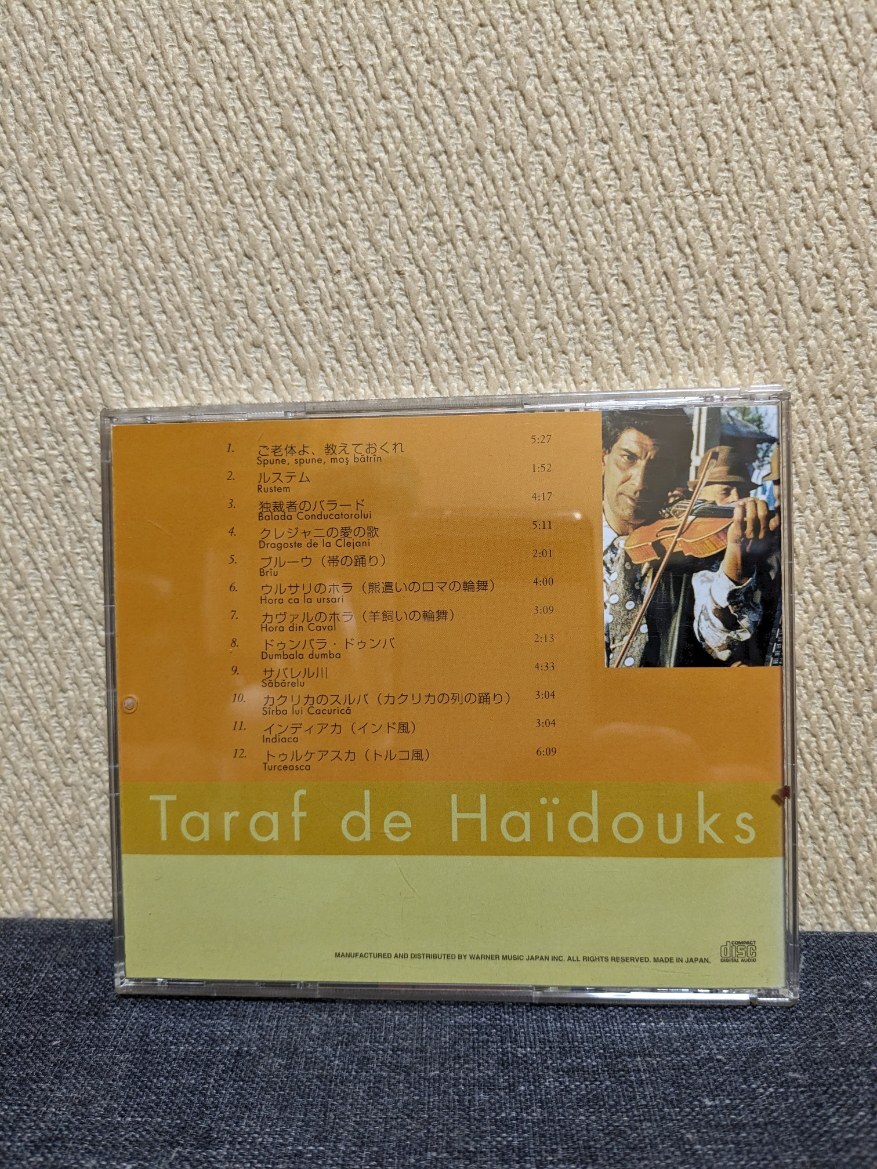 1. ご老体よ、教えておくれ 5:27
Spune, spune, moş bătrîn
2. ルステム 1:52
Rustem
3. 独裁者のバラード 4:17
Balada Conducatorolui
4. クレジャニの愛の歌 5:11
Dragoste de la Clejani
5. ブルーウ（帯の踊り） 2:01
Brîu
6. ウルサリのホラ（熊遣いのロマの輪舞） 4:00
Hora ca la ursari
7. カヴァルのホラ（羊飼いの輪舞） 3:09
Hora din Caval
8. ドゥンバラ・ドゥンバ 2:13
Dumbala dumba
9. サバレル川 4:33
Săbărelu
10. カクリカのスルバ（カクリカの列の踊り） 3:04
Sîrba lui Cacurică
11. インディアカ（インド風） 3:04
Indiaca
12. トゥルケアスカ（トルコ風） 6:09
Turceasca
Taraf de Haïdouks
MANUFACTURED AND DISTRIBUTED BY WARNER MUSIC JAPAN INC. ALL RIGHTS RESERVED. MADE IN JAPAN.
COMPACT
disc
DIGITAL AUDIO